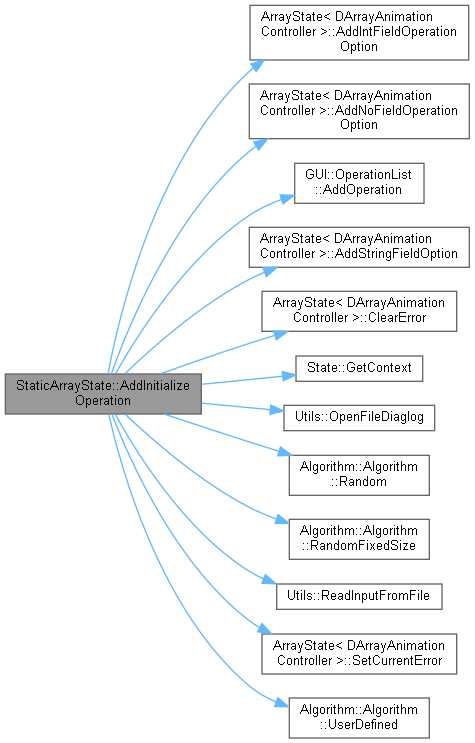 ArrayState< DArrayAnimation
Controller >::AddIntFieldOperation
Option
ArrayState< DArrayAnimation
Controller >::AddNoFieldOperation
Option
GUI::OperationList
::AddOperation
ArrayState< DArrayAnimation
Controller >::AddStringFieldOption
ArrayState< DArrayAnimation
Controller >::ClearError
StaticArrayState::AddInitialize
Operation
State::GetContext
Utils::OpenFileDiaglog
Algorithm::Algorithm
::Random
Algorithm::Algorithm
::RandomFixedSize
Utils::ReadInputFromFile
ArrayState< DArrayAnimation
Controller >::SetCurrentError
Algorithm::Algorithm
::UserDefined